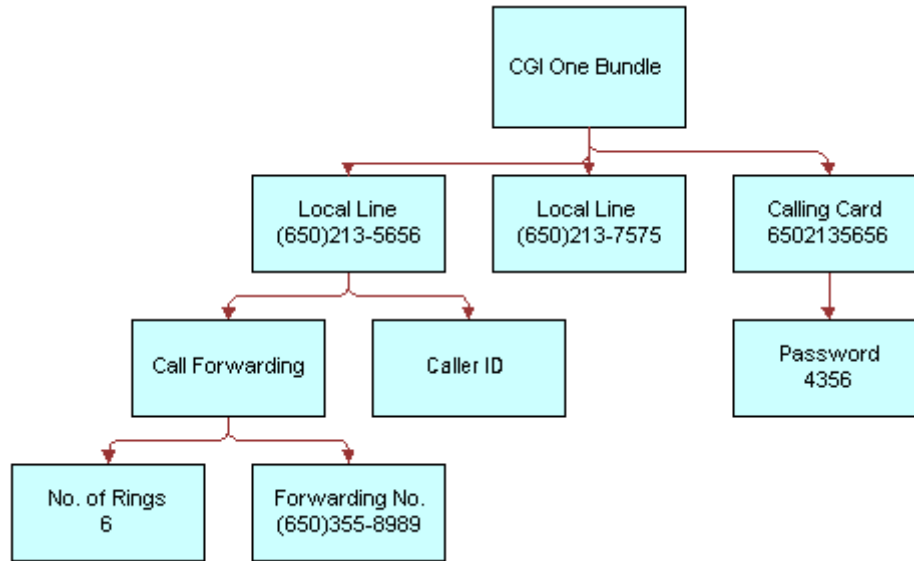 CGI One Bundle
Local Line
(650)213-5656
Local Line
(650)213-7575
Calling Card
6502135656
Call Forwarding
Caller ID
Password
4356
No. of Rings
6
Forwarding No.
(650)355-8989